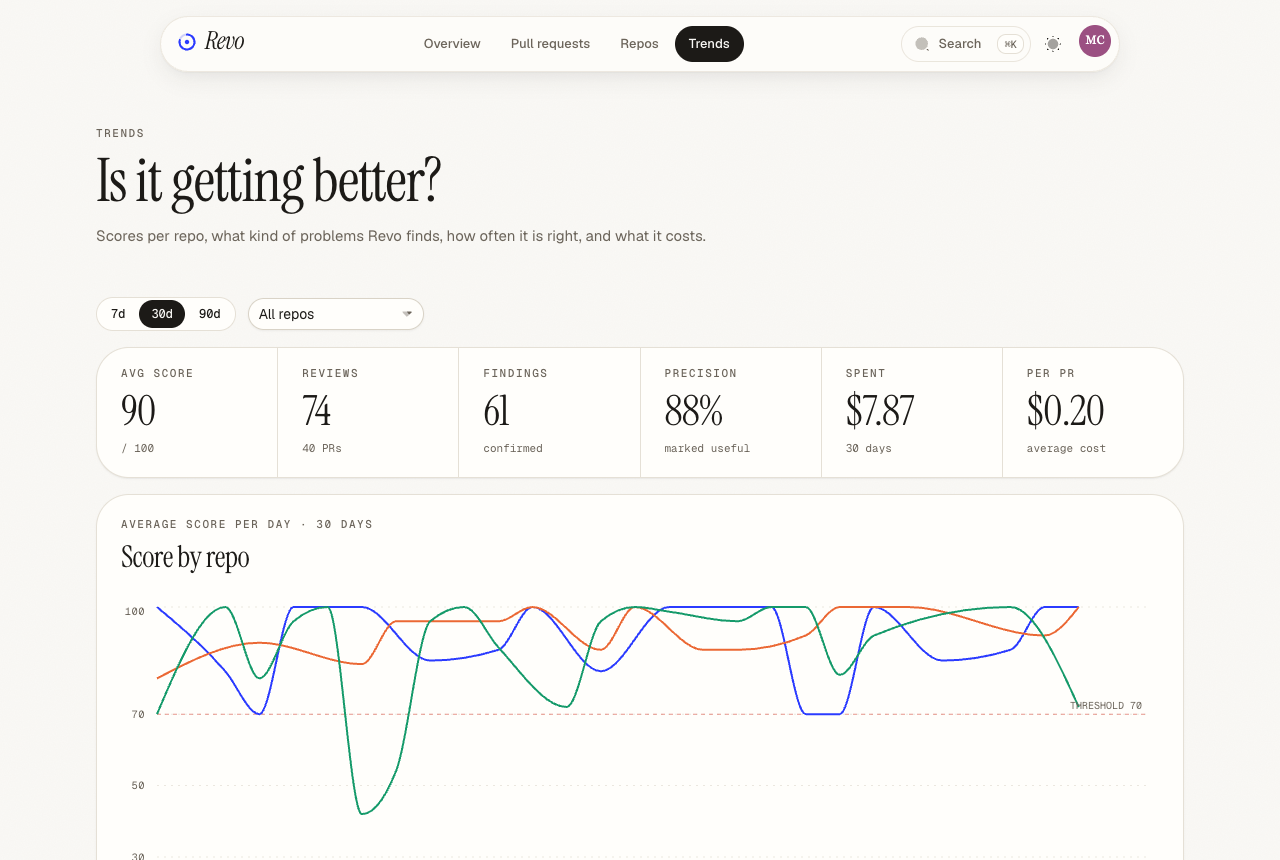 Revo
Overview
Pull requests
Repos
Trends
Search
⌘K
MC
TRENDS
Is it getting better?
Scores per repo, what kind of problems Revo finds, how often it is right, and what it costs.
7d
30d
90d
All repos
AVG SCORE
90
/ 100
REVIEWS
74
40 PRs
FINDINGS
61
confirmed
PRECISION
88%
marked useful
SPENT
$7.87
30 days
PER PR
$0.20
average cost
AVERAGE SCORE PER DAY · 30 DAYS
Score by repo
100
70
THRESHOLD 70
50
30